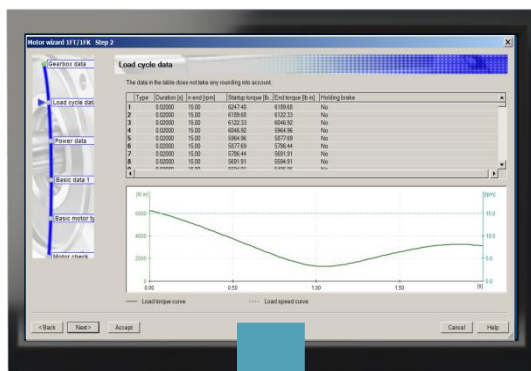 Motor wizard 1FT/1FK Step 2
Gearbox data
Load cycle data
The data in the table does not take any rounding into account.
Type Duration [s] n-end [rpm] Startup torque [lb... End torque [lb in] Holding brake
1 0.02000 15.00 6247.48 6189.68 No
Load cycle dat
2 0.02000 15.00 6189.68 6122.33 No
3 0.02000 15.00 6122.33 6046.92 No
4 0.02000 15.00 6046.92 5964.96 No
5 0.02000 15.00 5964.96 5877.69 No
Power data
6 0.02000 15.00 5877.69 5786.44 No
7 0.02000 15.00 5786.44 5691.91 No
8 0.02000 15.00 5691.91 5594.91 No
Basic data 1
[lb in] [rpm]
6000 15.0
Basic motor ty
4000 10.0
2000 5.0
Motor check
0 0.0
0.00 0.50 1.00 1.50 [s]
Load torque curve Load speed curve
< Back Next > Accept Cancel Help